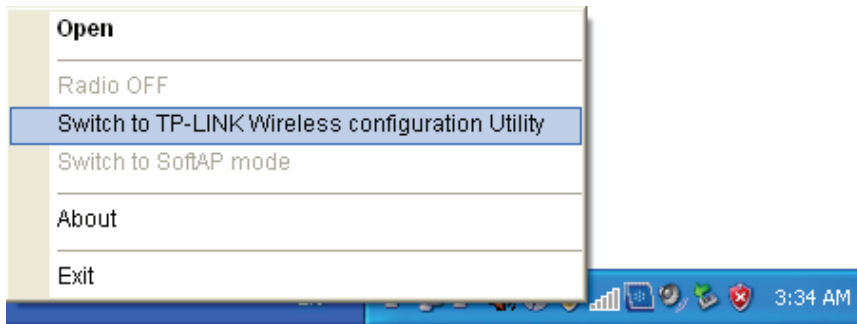 Open
Radio OFF
Switch to TP-LINK Wireless configuration Utility
Switch to SoftAP mode
About
Exit
3:34 AM